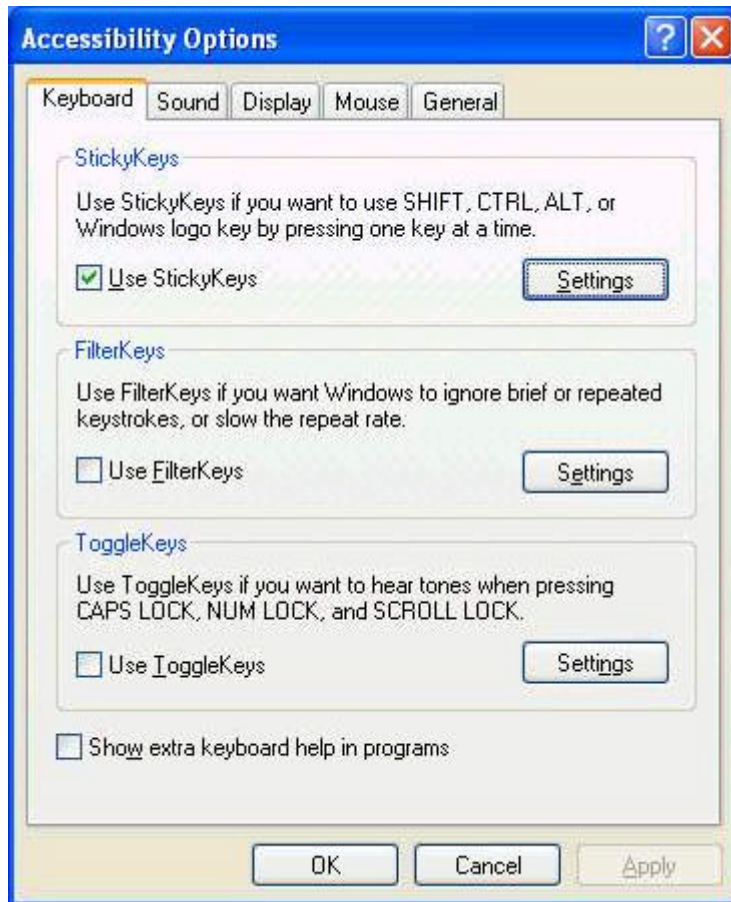 Accessibility Options
Keyboard Sound Display Mouse General
StickyKeys
Use StickyKeys if you want to use SHIFT, CTRL, ALT, or
Windows logo key by pressing one key at a time.
Use StickyKeys Settings
FilterKeys
Use FilterKeys if you want Windows to ignore brief or repeated
keystrokes, or slow the repeat rate.
Use FilterKeys Settings
ToggleKeys
Use ToggleKeys if you want to hear tones when pressing
CAPS LOCK, NUM LOCK, and SCROLL LOCK.
Use ToggleKeys Settings
Show extra keyboard help in programs
OK Cancel Apply